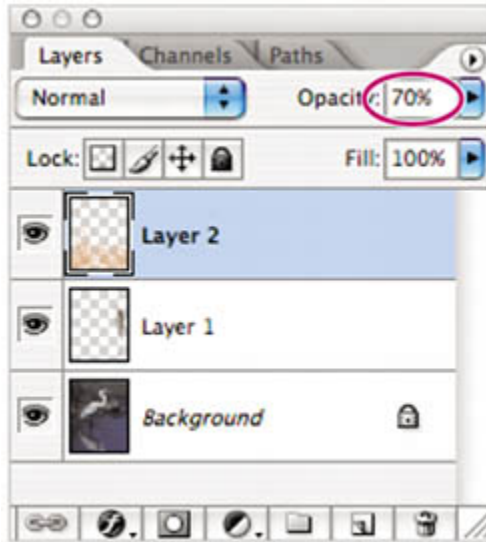 Layers Channels Paths
Normal Opacity: 70%
Lock: Fill: 100%
Layer 2
Layer 1
Background